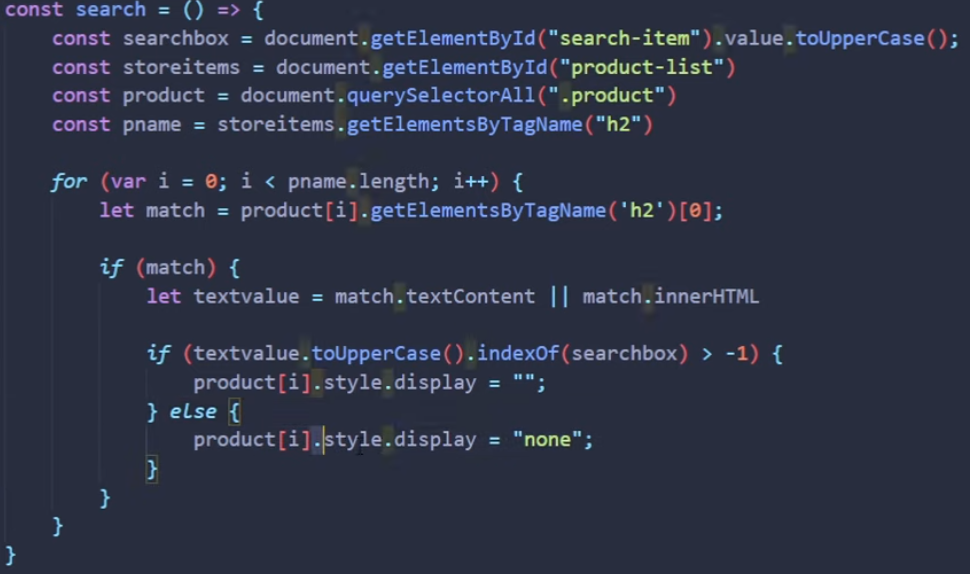 const search = () => {
    const searchbox = document.getElementById("search-item").value.toUpperCase();
    const storeitems = document.getElementById("product-list")
    const product = document.querySelectorAll(".product")
    const pname = storeitems.getElementsByTagName("h2")

    for (var i = 0; i < pname.length; i++) {
        let match = product[i].getElementsByTagName('h2')[0];

        if (match) {
            let textvalue = match.textContent || match.innerHTML

            if (textvalue.toUpperCase().indexOf(searchbox) > -1) {
                product[i].style.display = "";
            } else {
                product[i].style.display = "none";
            }
        }
    }
}